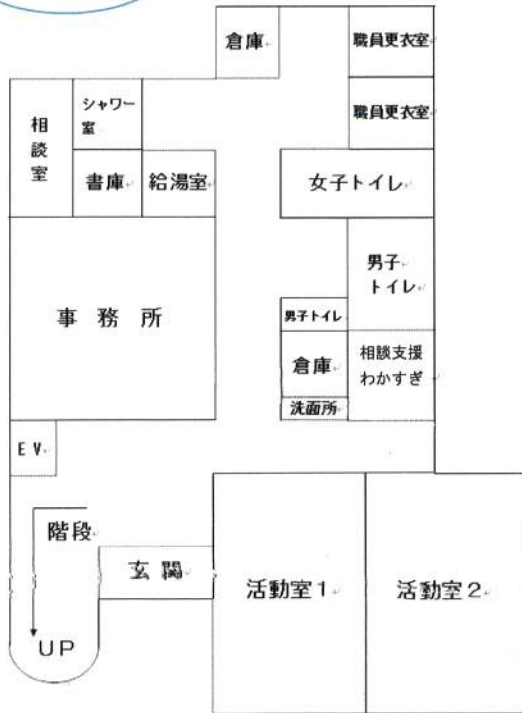 倉庫
職員更衣室
シャワー
室
相談室
職員更衣室
書庫
給湯室
女子トイレ
男子
トイレ
事務所
男子トイレ
倉庫
相談支援
わかすぎ
洗面所
EV
階段
玄関
活動室1
活動室2
UP